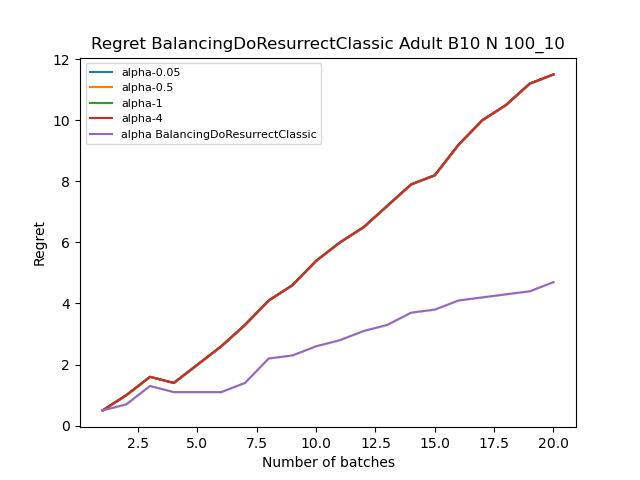 Regret BalancingDoResurrectClassic Adult B10 N 100_10
12
10
8
6
4
2
0
Regret
alpha-0.05
alpha-0.5
alpha-1
alpha-4
alpha BalancingDoResurrectClassic
2.5 5.0 7.5 10.0 12.5 15.0 17.5 20.0
Number of batches